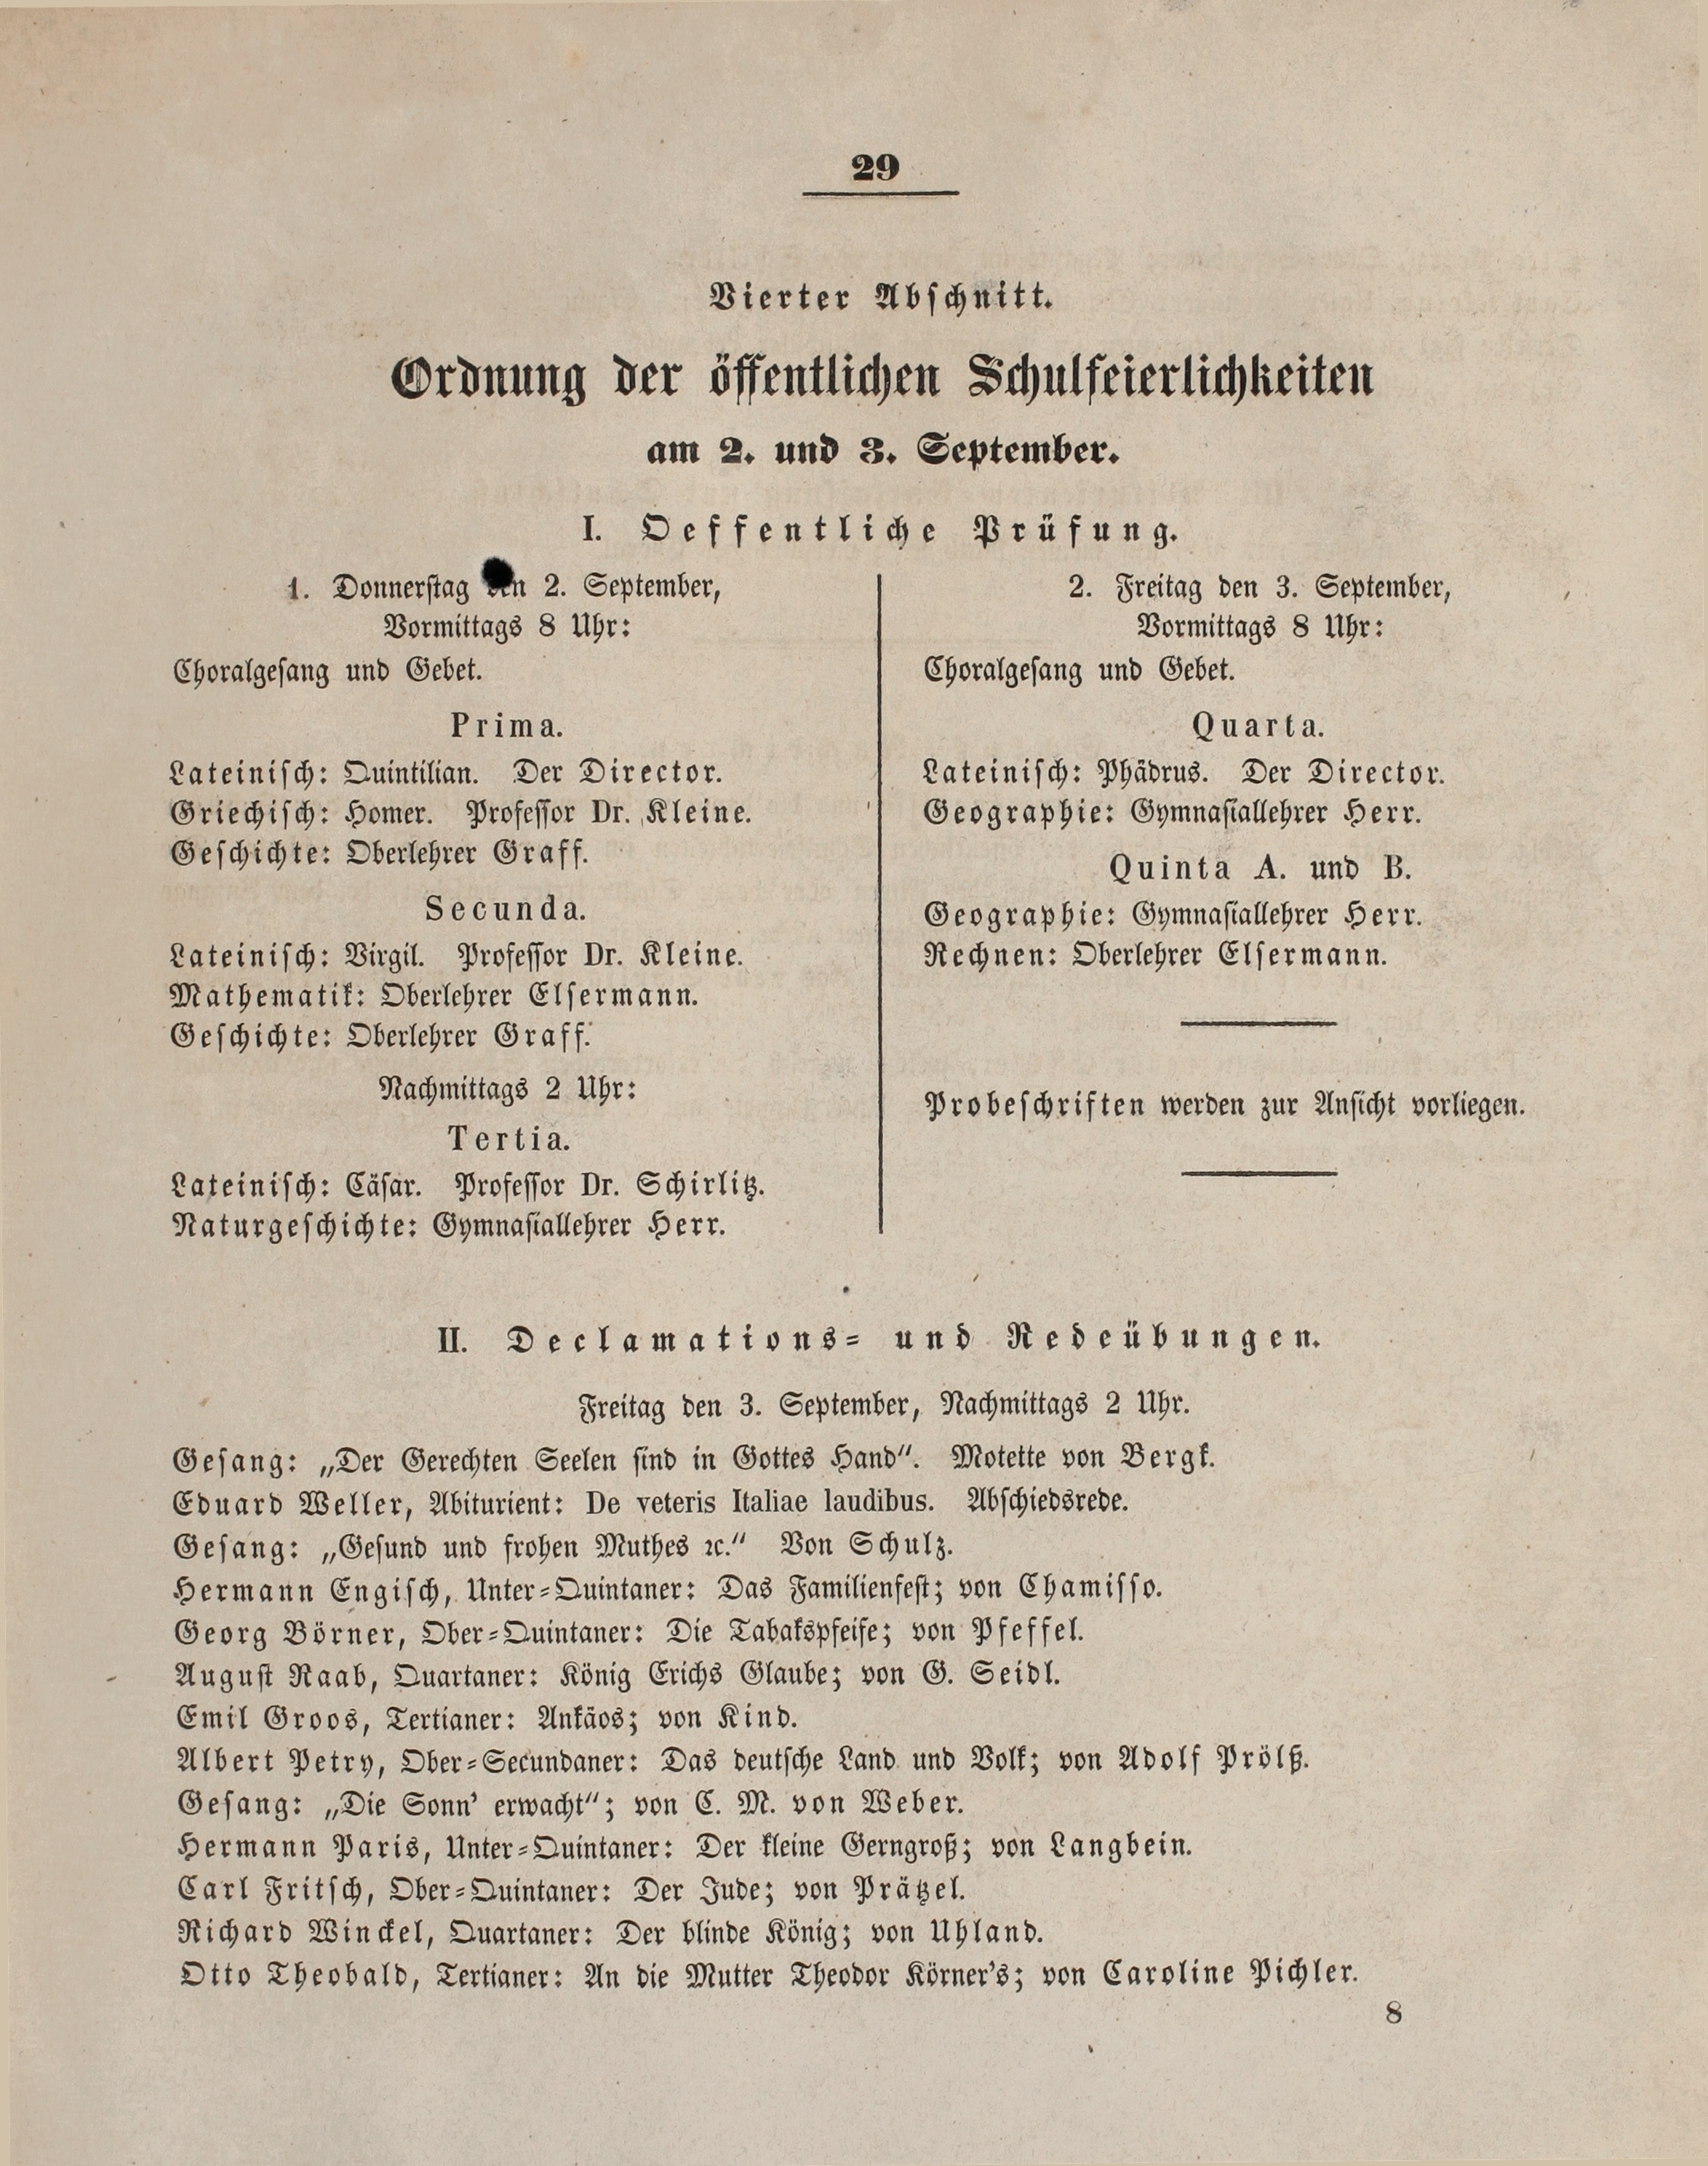 29
Vierter Abschnitt.
Ordnung der öffentlichen Schulfeierlichkeiten
am 2. und 3. September.
I. Oeffentliche Prüfung.
1. Donnerstag den 2. September,
Vormittags 8 Uhr:
Choralgesang und Gebet.
Prima.
Lateinisch: Quintilian. Der Director.
Griechisch: Homer. Professor Dr. Kleine.
Geschichte: Oberlehrer Graff.
Secunda.
Lateinisch: Virgil. Professor Dr. Kleine.
Mathematik: Oberlehrer Elsermann.
Geschichte: Oberlehrer Graff.
Nachmittags 2 Uhr:
Tertia.
Lateinisch: Cäsar. Professor Dr. Schirlitz.
Naturgeschichte: Gymnasiallehrer Herr.
2. Freitag den 3. September,
Vormittags 8 Uhr:
Choralgesang und Gebet.
Quarta.
Lateinisch: Phädrus. Der Director.
Geographie: Gymnasiallehrer Herr.
Quinta A. und B.
Geographie: Gymnasiallehrer Herr.
Rechnen: Oberlehrer Elsermann.
Probeschriften werden zur Ansicht vorliegen.
II. Declamations- und Redeübungen.
Freitag den 3. September, Nachmittags 2 Uhr.
Gesang: „Der Gerechten Seelen sind in Gottes Hand“. Motette von Bergk.
Eduard Weller, Abiturient: De veteris Italiae laudibus. Abschiedsrede.
Gesang: „Gesund und frohen Muthes ꝛc.“ Von Schulz.
Hermann Engisch, Unter-Quintaner: Das Familienfest; von Chamisso.
Georg Börner, Ober-Quintaner: Die Tabakspfeife; von Pfeffel.
August Raab, Quartaner: König Erichs Glaube; von G. Seidl.
Emil Groos, Tertianer: Ankäos; von Kind.
Albert Petry, Ober-Secundaner: Das deutsche Land und Volk; von Adolf Prölß.
Gesang: „Die Sonn’ erwacht“; von C. M. von Weber.
Hermann Paris, Unter-Quintaner: Der kleine Gerngroß; von Langbein.
Carl Fritsch, Ober-Quintaner: Der Jude; von Prätzel.
Richard Winckel, Quartaner: Der blinde König; von Uhland.
Otto Theobald, Tertianer: An die Mutter Theodor Körner’s; von Caroline Pichler.
8